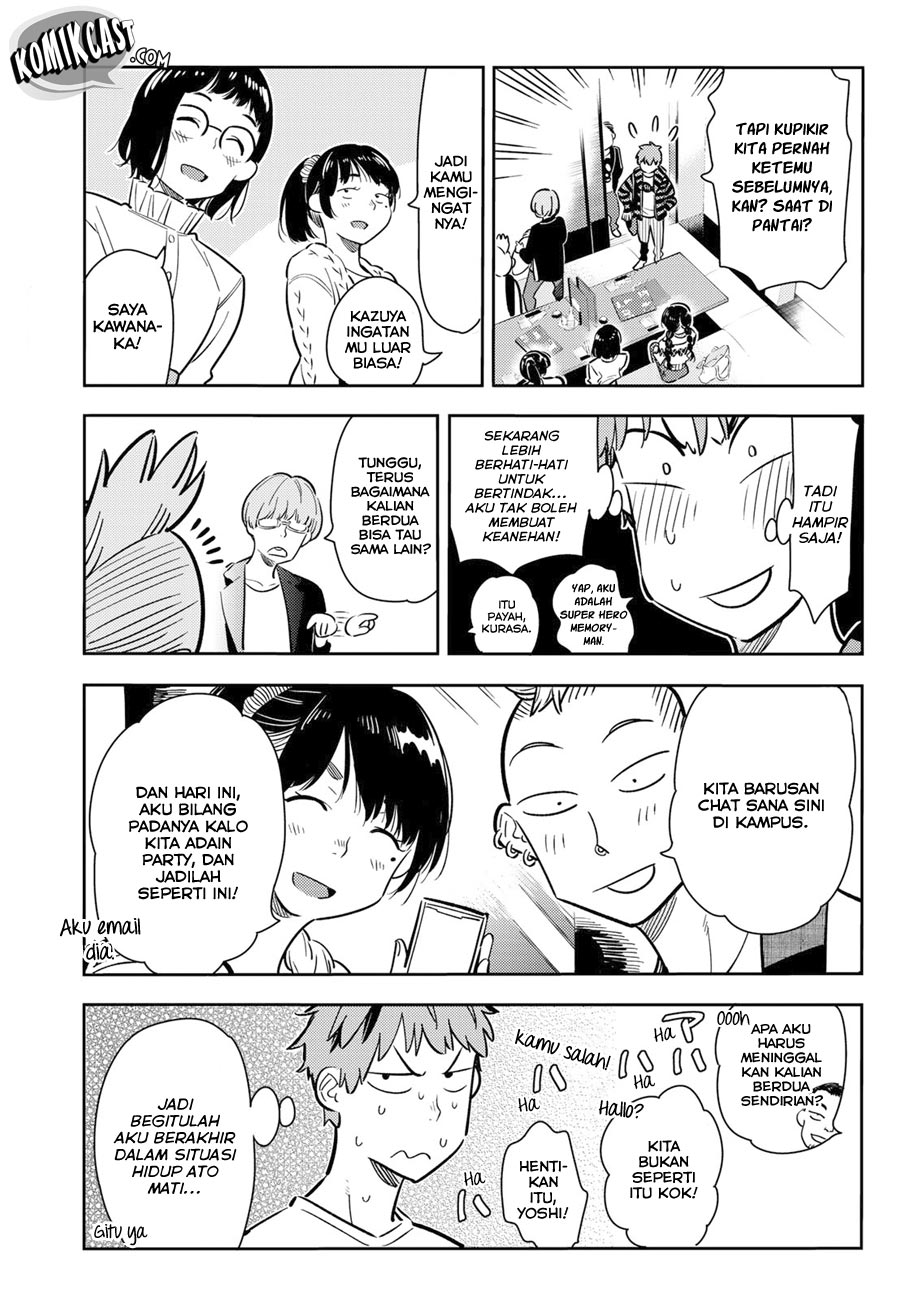 KOMIKCAST
.COM
TAPI KUPIKIR
KITA PERNAH
KETEMU
SEBELUMNYA,
KAN? SAAT DI
PANTAI?
JADI
KAMU
MENGI-
NGAT
NYA!
KAZUYA
INGATAN
MU LUAR
BIASA!
SAYA
KAWANA-
KA!
TADI
ITU
HAMPIR
SAJA!
SEKARANG
LEBIH
BERHATI-HATI
UNTUK
BERTINDAK...
AKU TAK BOLEH
MEMBUAT
KEANEHAN!
YAP, AKU
ADALAH
SUPER HERO
MEMORY-
MAN.
ITU
PAYAH,
KURASA.
TUNGGU,
TERUS
BAGAIMANA
KALIAN
BERDUA
BISA TAU
SAMA LAIN?
KITA BARUSAN
CHAT SANA SINI
DI KAMPUS.
DAN HARI INI,
AKU BILANG
PADANYA KALO
KITA ADAIN
PARTY, DAN
JADILAH
SEPERTI INI!
Aku email
dia.
Oóoh
APA AKU
HARUS
MENINGGAL
KAN KALIAN
BERDUA
SENDIRIAN?
ア
ハ
ハ
ハ
ハ
Ha
Ha
Ha
Ha
kamu salah!
Hallo?
KITA
BUKAN
SEPERTI
ITU KOK!
HENTI-
KAN
ITU,
YOSHI!
JADI
BEGITULAH
AKU BERAKHIR
DALAM SITUASI
HIDUP ATO
MATI...
Gitu ya